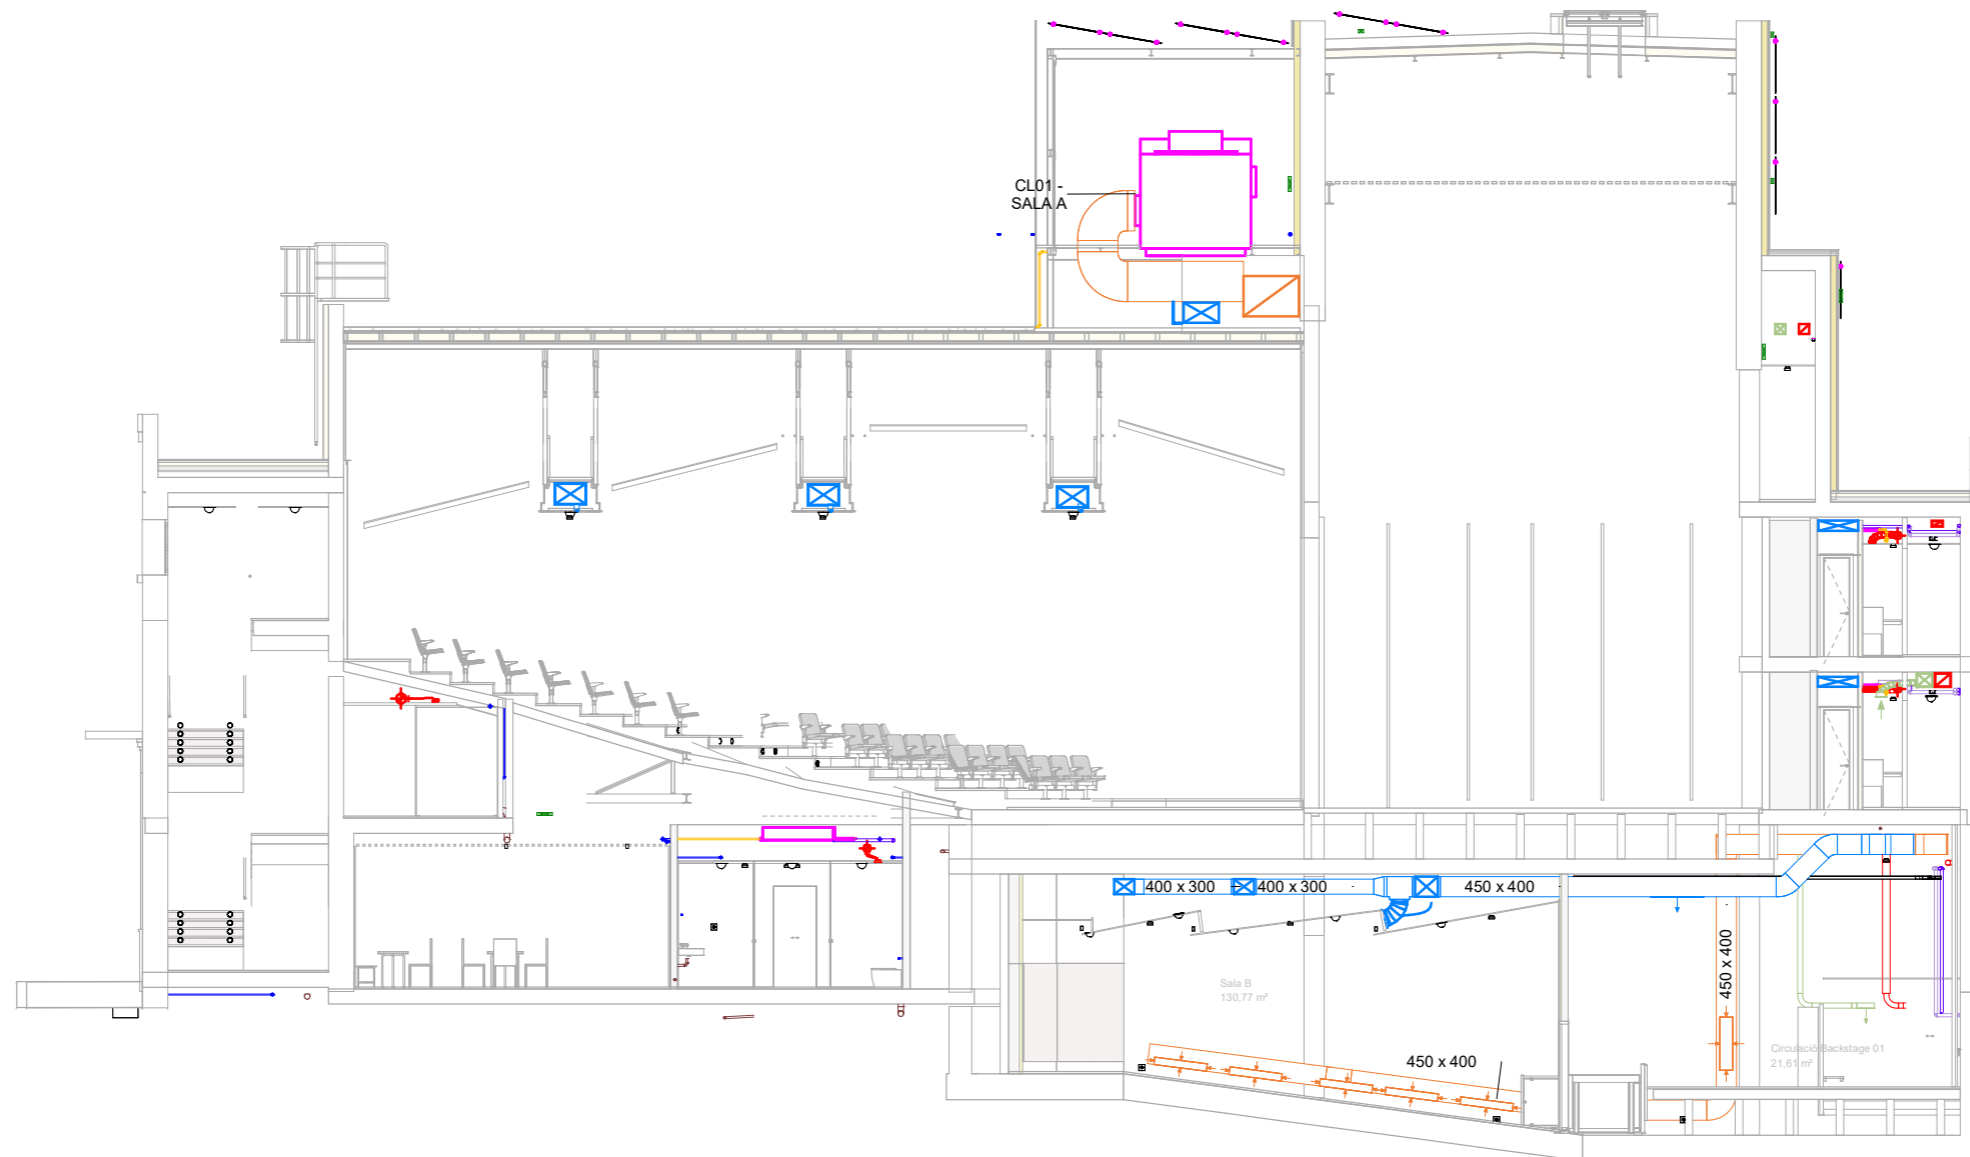 CL01 -
SALA A
400 x 300
400 x 300
450 x 400
450 x 400
Sala B
130,77 m²
450 x 400
Circulació Backstage 01
21,61 m²